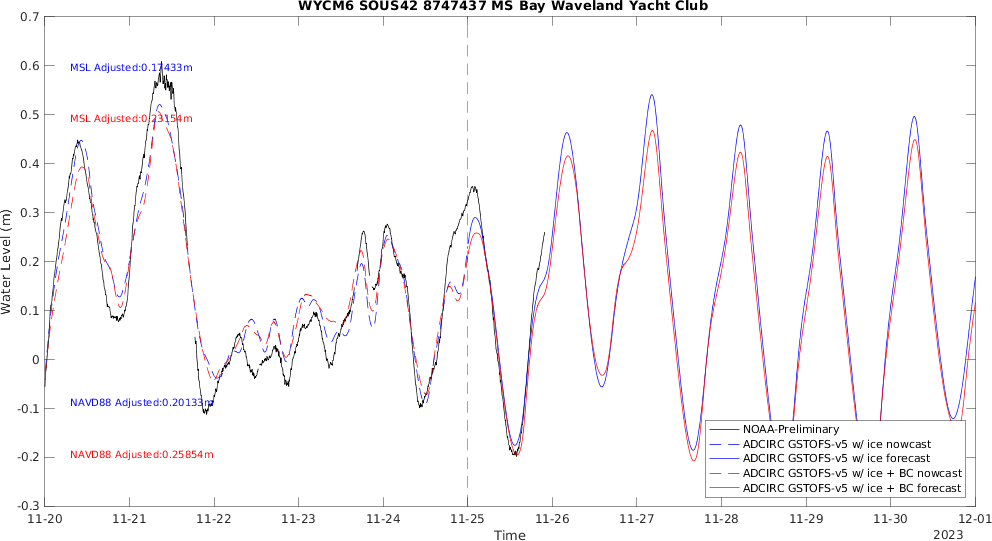 WYCM6 SOUS42 8747437 MS Bay Waveland Yacht Club
0.7
0.6
0.5
0.4
0.3
0.2
0.1
0
-0.1
-0.2
-0.3
Water Level (m)
MSL Adjusted:0.17433m
MSL Adjusted:0.23154m
NAVD88 Adjusted:0.20133m
NAVD88 Adjusted:0.25854m
NOAA-Preliminary
ADCIRC GSTOFS-v5 w/ ice nowcast
ADCIRC GSTOFS-v5 w/ ice forecast
ADCIRC GSTOFS-v5 w/ ice + BC nowcast
ADCIRC GSTOFS-v5 w/ ice + BC forecast
11-20 11-21 11-22 11-23 11-24 11-25 11-26 11-27 11-28 11-29 11-30 12-01
Time
2023